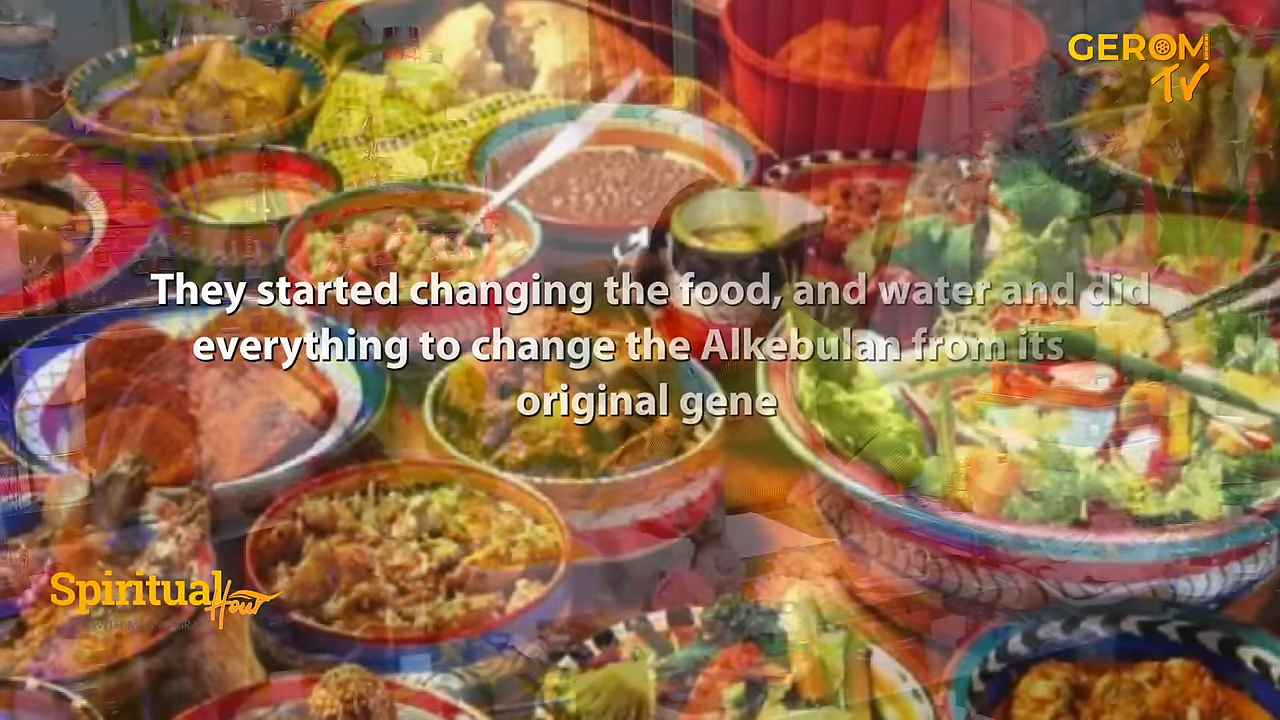 GEROM
TV
They started changing the food, and water and did
everything to change the Alkebulan from its
original gene
Spiritual
Hour
WITH